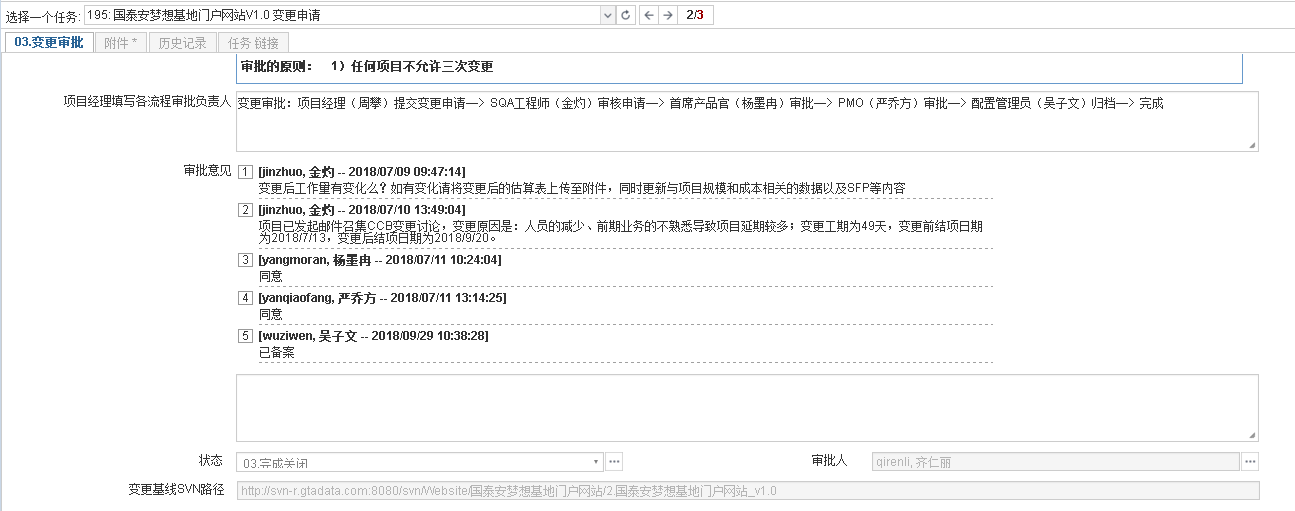 选择一个任务: 195: 国泰安梦想基地门户网站V1.0 变更申请 2/3
03.变更审批 附件 * 历史记录 任务 链接
审批的原则： 1）任何项目不允许三次变更
项目经理填写各流程审批负责人 变更审批：项目经理（周攀）提交变更申请—> SQA工程师（金灼）审核申请—> 首席产品官（杨墨冉）审批—> PMO（严乔方）审批—> 配置管理员（吴子文）归档—> 完成
审批意见 1 [jinzhuo, 金灼 -- 2018/07/09 09:47:14]
变更后工作量有变化么？如有变化请将变更后的估算表上传至附件，同时更新与项目规模和成本相关的数据以及SFP等内容
2 [jinzhuo, 金灼 -- 2018/07/10 13:49:04]
项目已发起邮件召集CCB变更讨论，变更原因是：人员的减少、前期业务的不熟悉导致项目延期较多；变更工期为49天，变更前结项日期
为2018/7/13，变更后结项日期为2018/9/20。
3 [yangmoran, 杨墨冉 -- 2018/07/11 10:24:04]
同意
4 [yanqiaofang, 严乔方 -- 2018/07/11 13:14:25]
同意
5 [wuziwen, 吴子文 -- 2018/09/29 10:38:28]
已备案
状态 03.完成关闭 审批人 qirenli, 齐仁丽
变更基线SVN路径 http://svn-r.gtadata.com:8080/svn/Website/国泰安梦想基地门户网站/2.国泰安梦想基地门户网站_v1.0